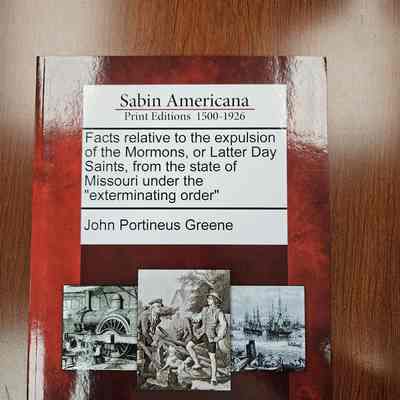 Sabin Americana
Print Editions 1500-1926
Facts relative to the expulsion
of the Mormons, or Latter Day
Saints, from the state of
Missouri under the
"exterminating order"
John Portineus Greene